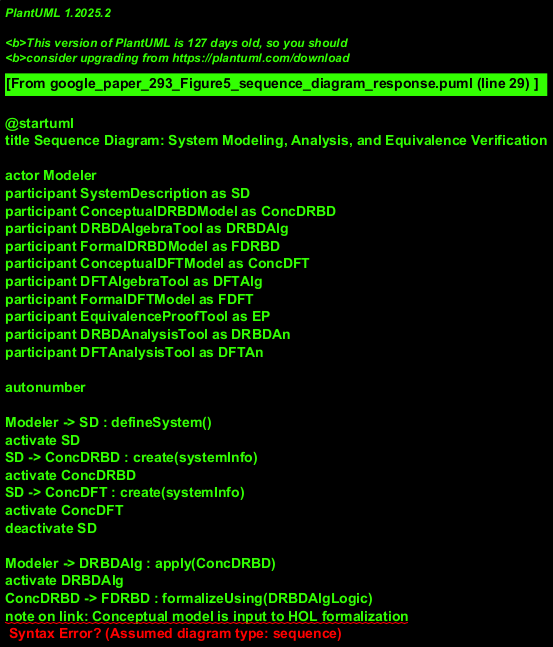 PlantUML 1.2025.2
<b>This version of PlantUML is 127 days old, so you should
<b>consider upgrading from https://plantuml.com/download
[From google_paper_293_Figure5_sequence_diagram_response.puml (line 29) ]
@startuml
title Sequence Diagram: System Modeling, Analysis, and Equivalence Verification
actor Modeler
participant SystemDescription as SD
participant ConceptualDRBDModel as ConcDRBD
participant DRBDAlgebraTool as DRBDAlg
participant FormalDRBDModel as FDRBD
participant ConceptualDFTModel as ConcDFT
participant DFTAlgebraTool as DFTAlg
participant FormalDFTModel as FDFT
participant EquivalenceProofTool as EP
participant DRBDAnalysisTool as DRBDAn
participant DFTAnalysisTool as DFTAn
autonumber
Modeler -> SD : defineSystem()
activate SD
SD -> ConcDRBD : create(systemInfo)
activate ConcDRBD
SD -> ConcDFT : create(systemInfo)
activate ConcDFT
deactivate SD
Modeler -> DRBDAlg : apply(ConcDRBD)
activate DRBDAlg
ConcDRBD -> FDRBD : formalizeUsing(DRBDAlgLogic)
note on link: Conceptual model is input to HOL formalization
Syntax Error? (Assumed diagram type: sequence)